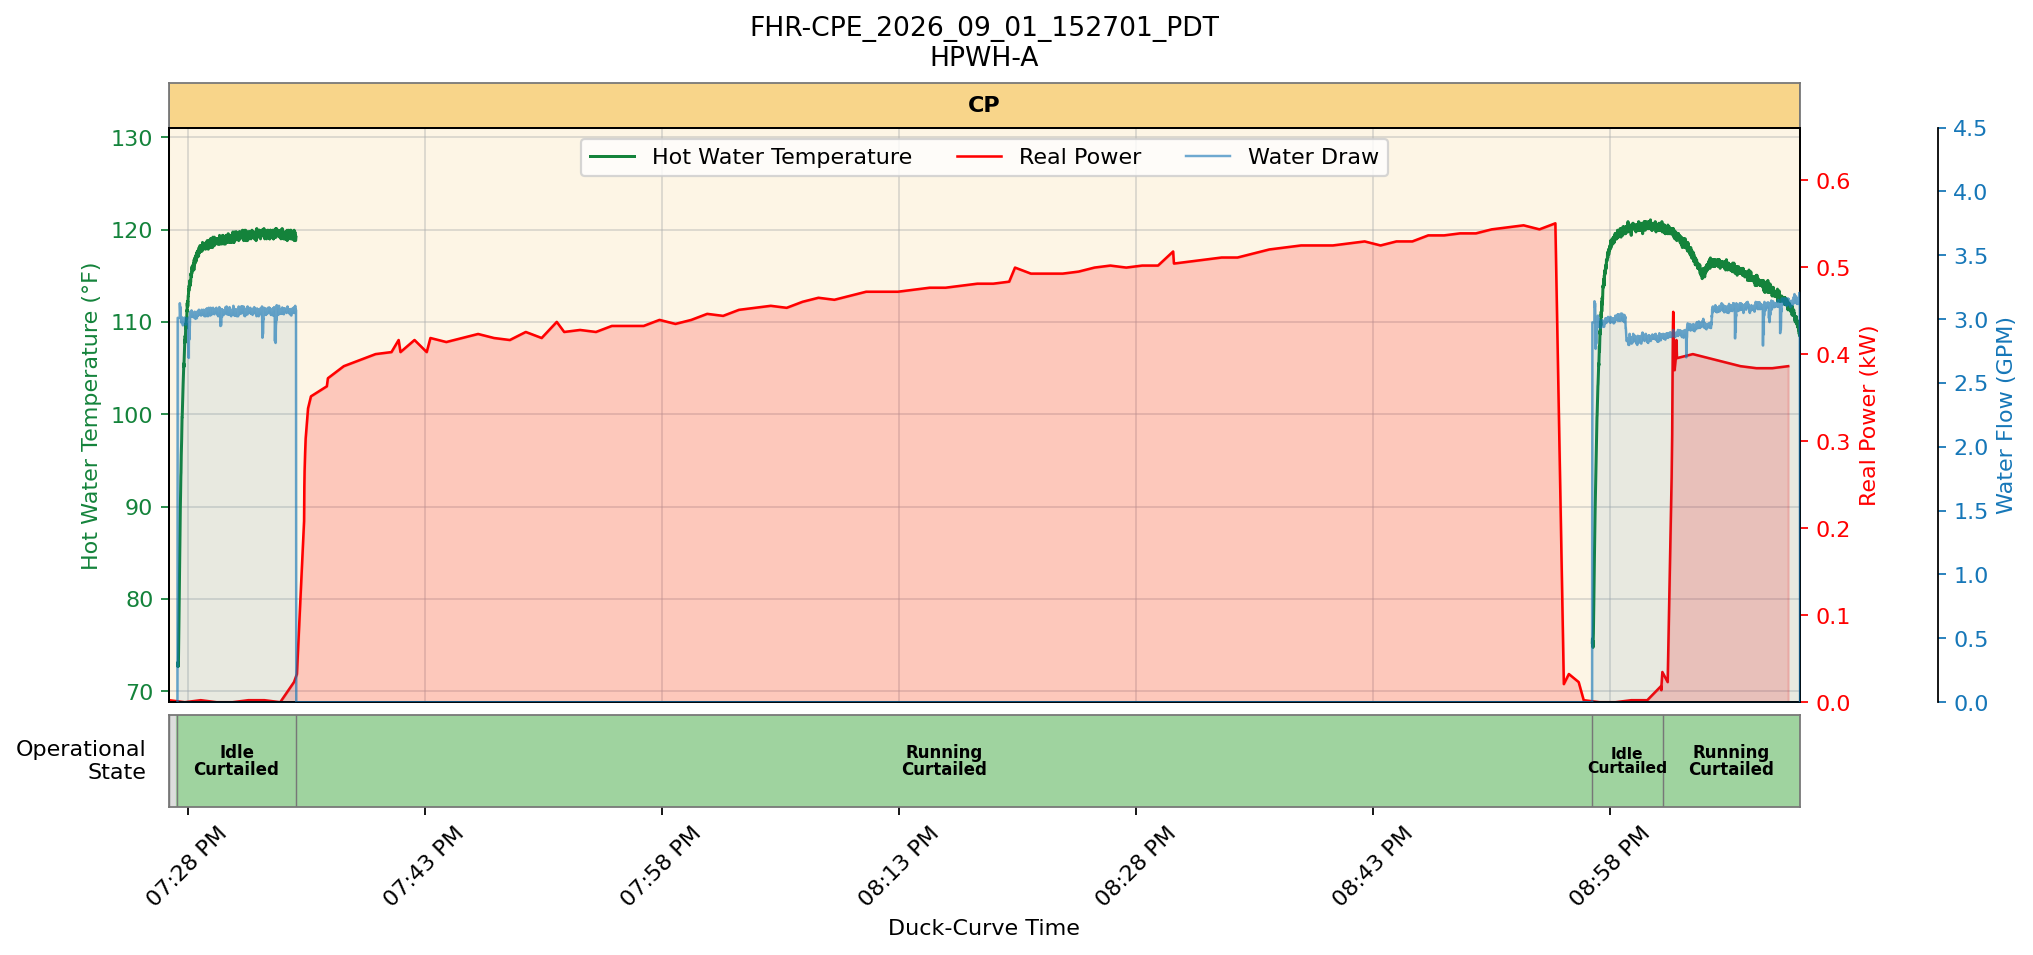 FHR-CPE_2026_09_01_152701_PDT
HPWH-A
CP
Hot Water Temperature
Real Power
Water Draw
Hot Water Temperature (°F)
130
120
110
100
90
80
70
0.6
0.5
0.4
0.3
0.2
0.1
0.0
Real Power (kW)
4.5
4.0
3.5
3.0
2.5
2.0
1.5
1.0
0.5
0.0
Water Flow (GPM)
Operational
State
Idle
Curtailed
Running
Curtailed
Idle
Curtailed
Running
Curtailed
07:28 PM
07:43 PM
07:58 PM
08:13 PM
08:28 PM
08:43 PM
08:58 PM
Duck-Curve Time